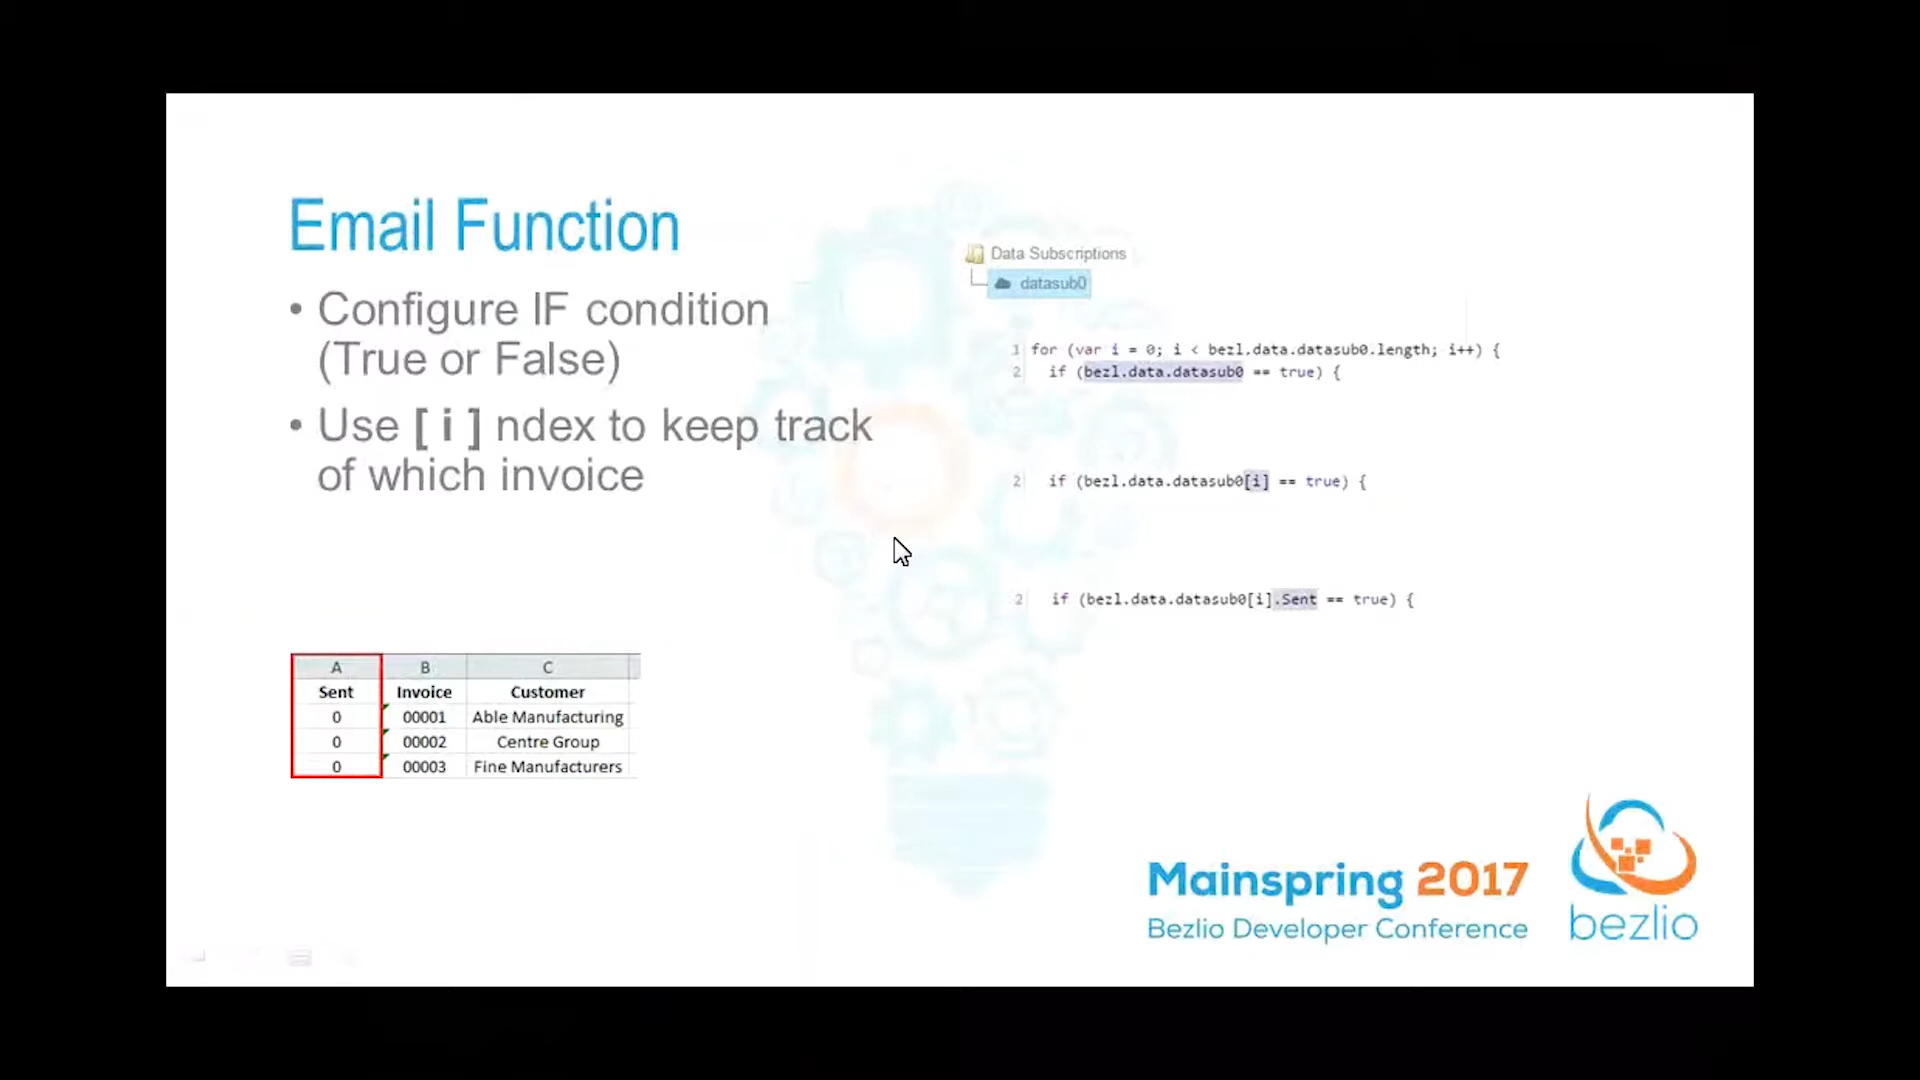 Email Function
• Configure IF condition
(True or False)
• Use [ i ] ndex to keep track
of which invoice
Data Subscriptions
datasub0
1 for (var i = 0; i < bezl.data.datasub0.length; i++) {
2 if (bezl.data.datasub0 == true) {
2 if (bezl.data.datasub0[i] == true) {
2 if (bezl.data.datasub0[i].Sent == true) {
A B C
Sent Invoice Customer
0 00001 Able Manufacturing
0 00002 Centre Group
0 00003 Fine Manufacturers
Mainspring 2017
Bezlio Developer Conference
bezlio